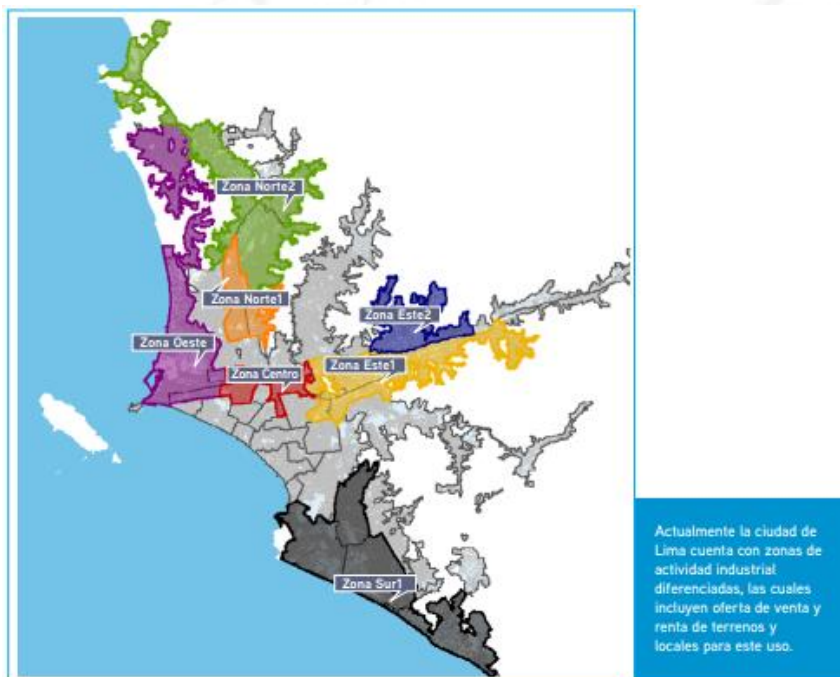 Zona Norte2
Zona Norte1
Zona Este2
Zona Oeste
Zona Centro
Zona Este1
Zona Sur1
Actualmente la ciudad de
Lima cuenta con zonas de
actividad industrial
diferenciadas, las cuales
incluyen oferta de venta y
renta de terrenos y
locales para este uso.